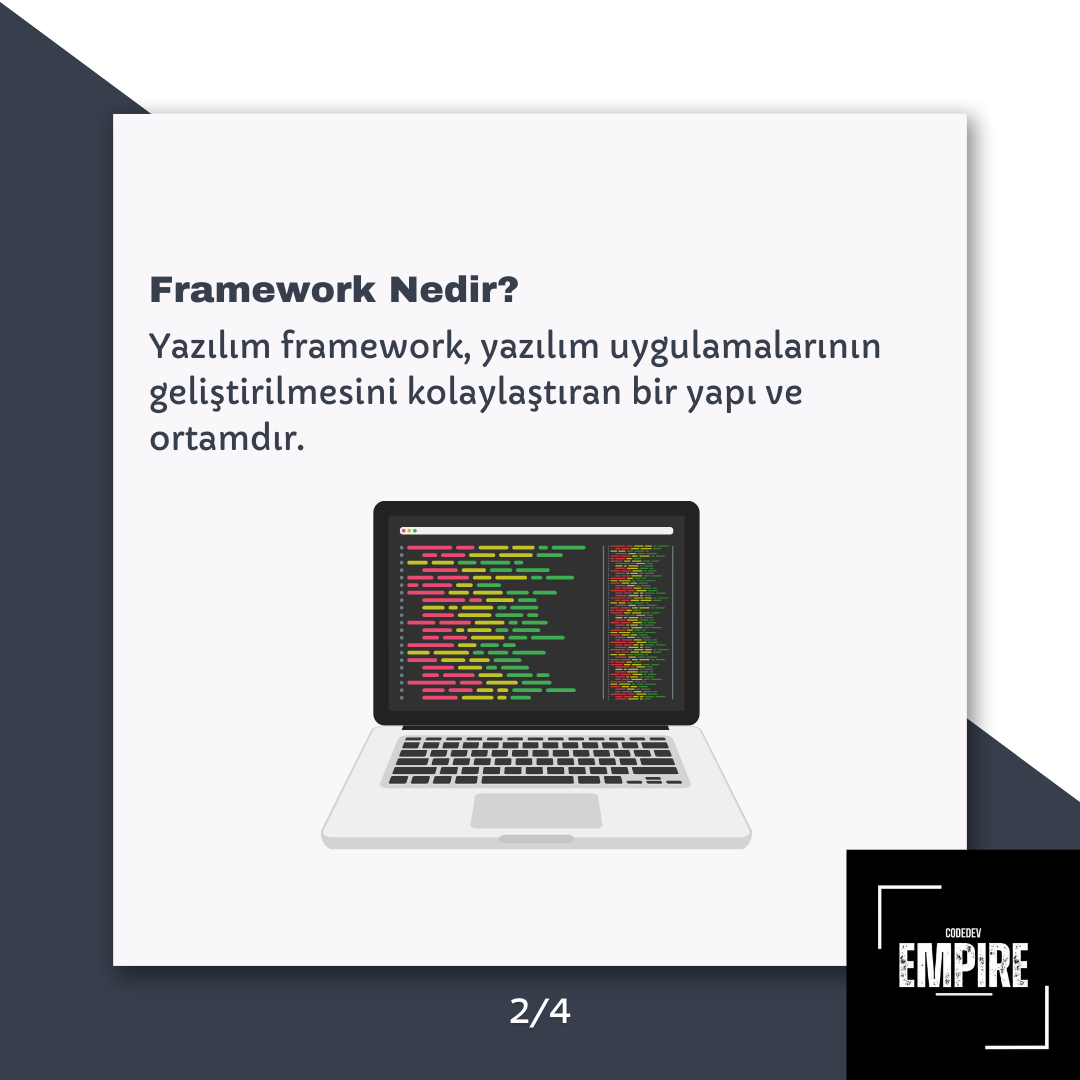 Framework Nedir?
Yazılım framework, yazılım uygulamalarının
geliştirilmesini kolaylaştıran bir yapı ve
ortamdır.
CODEDEV
EMPIRE
2/4